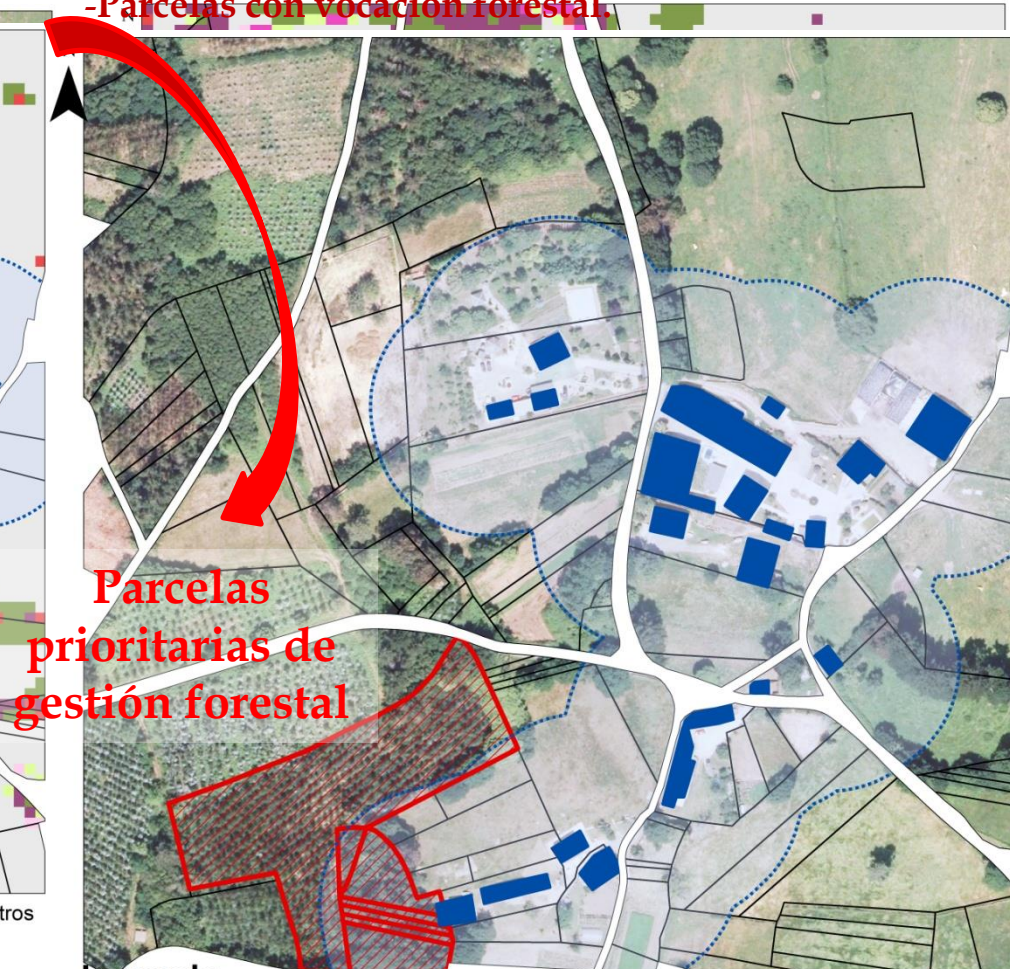 -Parcelas con vocación forestal.
Parcelas
prioritarias de
gestión forestal
tros